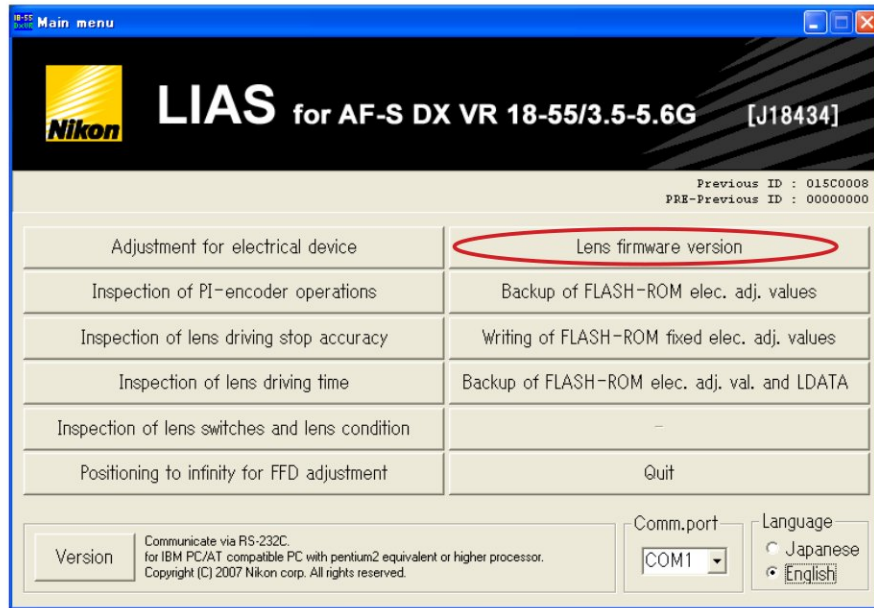 18-55
DXVR Main menu
Nikon
LIAS for AF-S DX VR 18-55/3.5-5.6G [J18434]
Previous ID : 015C0008
PRE-Previous ID : 00000000
Adjustment for electrical device
Lens firmware version
Inspection of PI-encoder operations
Backup of FLASH-ROM elec. adj. values
Inspection of lens driving stop accuracy
Writing of FLASH-ROM fixed elec. adj. values
Inspection of lens driving time
Backup of FLASH-ROM elec. adj. val. and LDATA
Inspection of lens switches and lens condition
-
Positioning to infinity for FFD adjustment
Quit
Version
Communicate via RS-232C.
for IBM PC/AT compatible PC with pentium2 equivalent or higher processor.
Copyright (C) 2007 Nikon corp. All rights reserved.
Comm.port
COM1
Language
Japanese
English